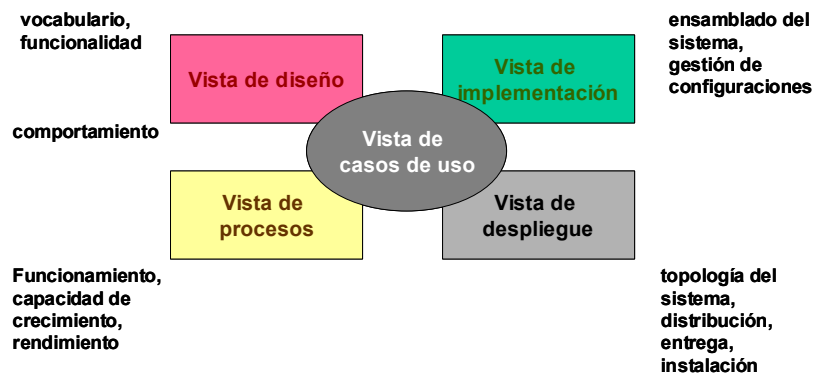 vocabulario,
funcionalidad
ensamblado del
sistema,
gestión de
configuraciones
Vista de diseño
Vista de
implementación
comportamiento
Vista de
casos de uso
Vista de
procesos
Vista de
despliegue
Funcionamiento,
capacidad de
crecimiento,
rendimiento
topología del
sistema,
distribución,
entrega,
instalación